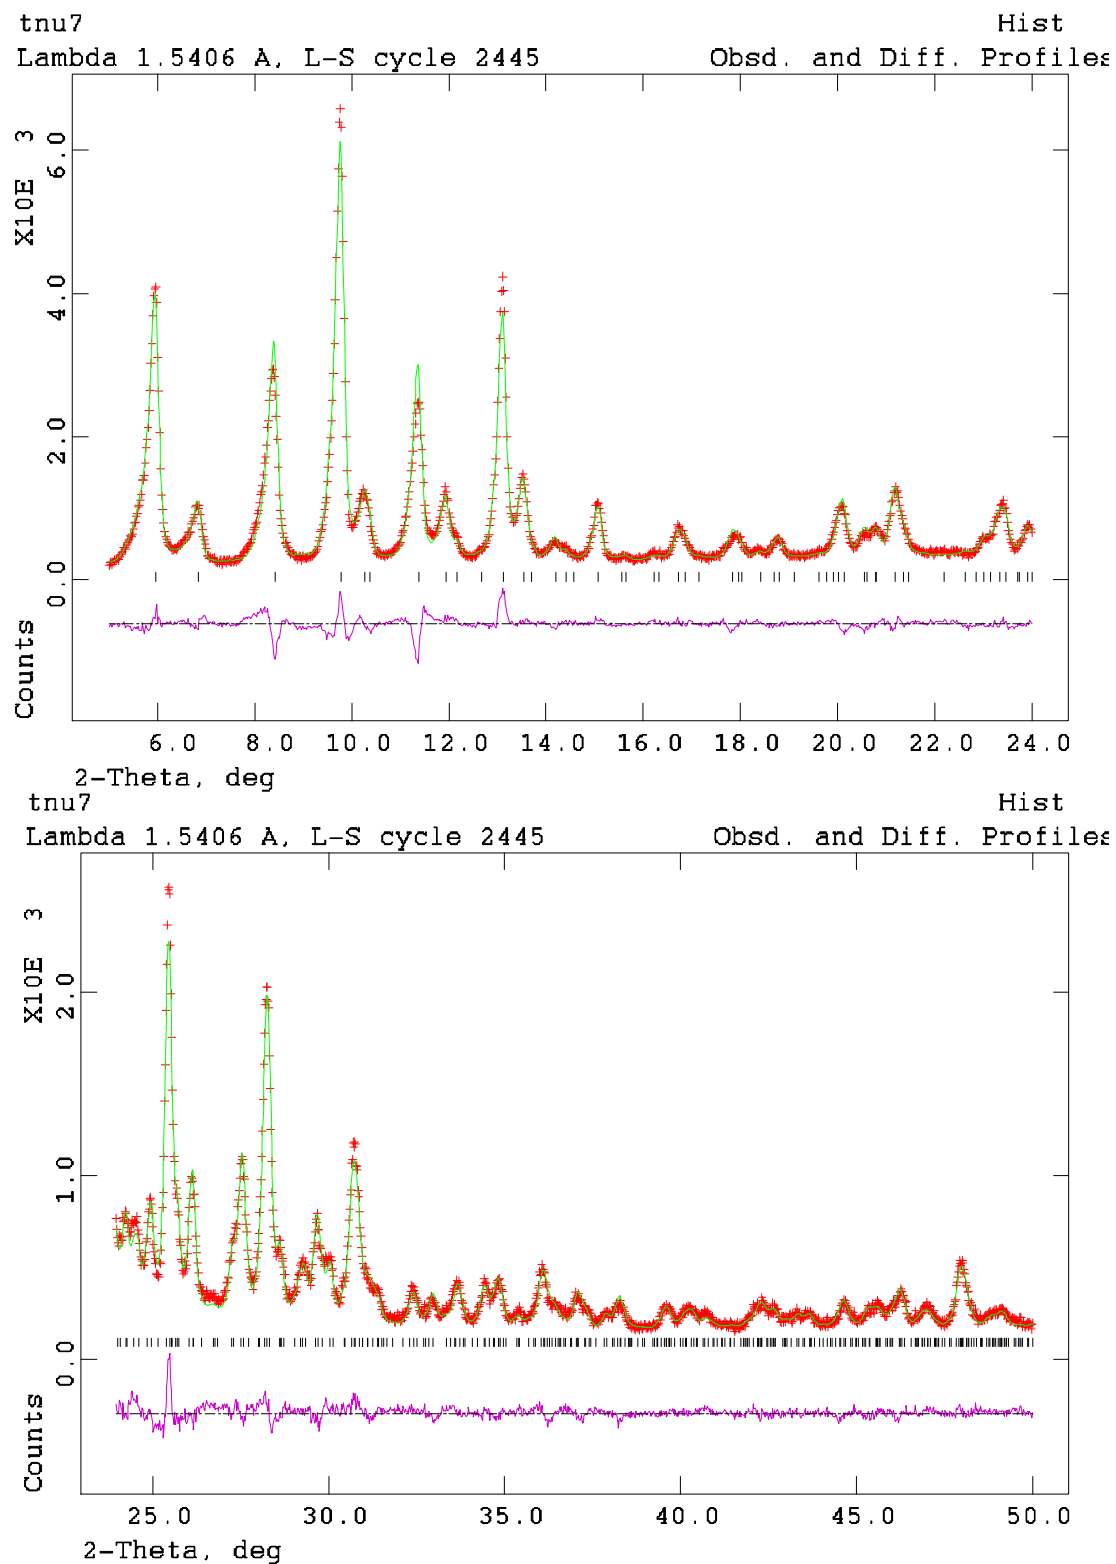 tnu7 Hist
Lambda 1.5406 A, L-S cycle 2445 Obsd. and Diff. Profiles
X10E 3
Counts
6.0
4.0
2.0
0.0
6.0 8.0 10.0 12.0 14.0 16.0 18.0 20.0 22.0 24.0
2-Theta, deg
tnu7 Hist
Lambda 1.5406 A, L-S cycle 2445 Obsd. and Diff. Profiles
X10E 3
Counts
2.0
1.0
0.0
25.0 30.0 35.0 40.0 45.0 50.0
2-Theta, deg